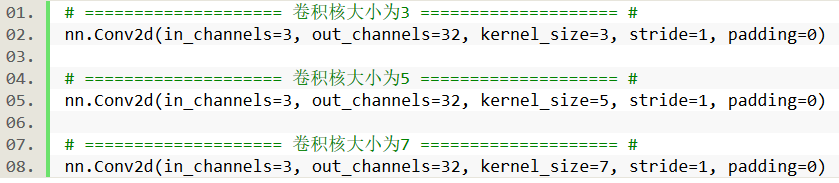 01. # ==================== 卷积核大小为3 ==================== #
02. nn.Conv2d(in_channels=3, out_channels=32, kernel_size=3, stride=1, padding=0)
03.
04. # ==================== 卷积核大小为5 ==================== #
05. nn.Conv2d(in_channels=3, out_channels=32, kernel_size=5, stride=1, padding=0)
06.
07. # ==================== 卷积核大小为7 ==================== #
08. nn.Conv2d(in_channels=3, out_channels=32, kernel_size=7, stride=1, padding=0)